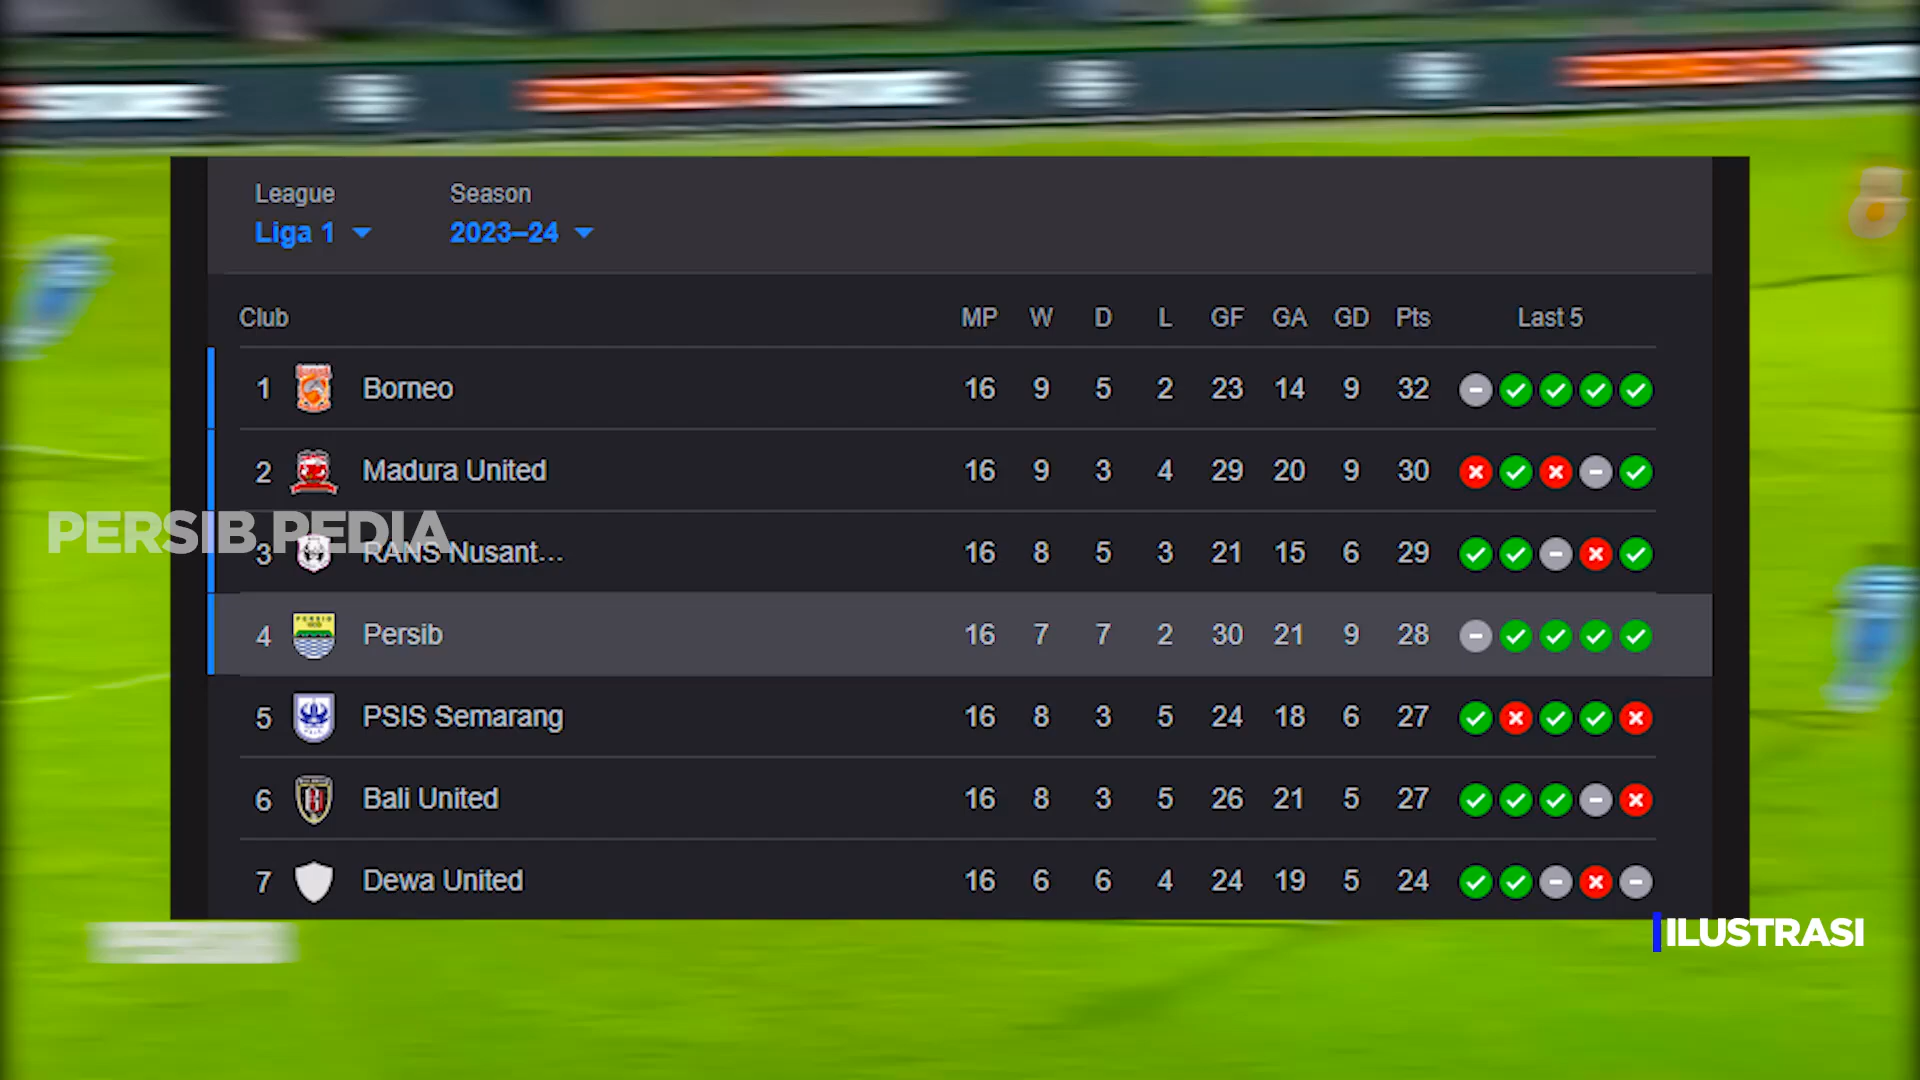 League Season
Liga 1 2023–24
Club MP W D L GF GA GD Pts Last 5
1 Borneo 16 9 5 2 23 14 9 32
2 Madura United 16 9 3 4 29 20 9 30
PERSIB PEDIA
3 RANS Nusant... 16 8 5 3 21 15 6 29
4 Persib 16 7 7 2 30 21 9 28
5 PSIS Semarang 16 8 3 5 24 18 6 27
6 Bali United 16 8 3 5 26 21 5 27
7 Dewa United 16 6 6 4 24 19 5 24
ILUSTRASI